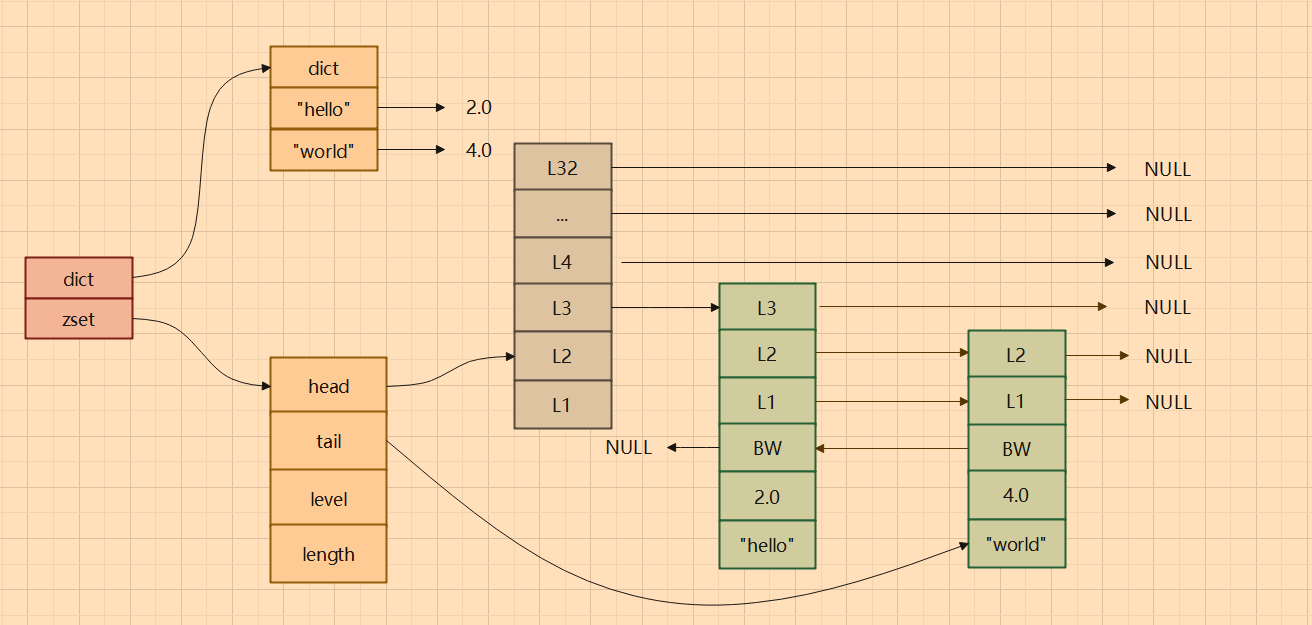 dict
"hello"
2.0
"world"
4.0
dict
zset
head
tail
level
length
L32
NULL
...
NULL
L4
NULL
L3
L2
L1
L3
NULL
L2
L1
NULL
BW
2.0
"hello"
L2
NULL
L1
NULL
BW
4.0
"world"